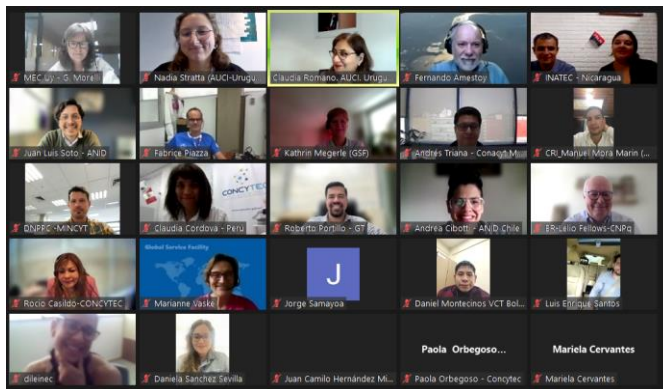 MEC Uy - G. Morelli
Nadia Stratta (AUCI-Urugu...
Claudia Romano. AUCI. Urugu...
Fernando Amestoy
INATEC - Nicaragua
Juan Luis Soto - ANID
Fabrice Piazza
Kathrin Megerle (GSF)
Andrés Triana - Conacyt M
CRI_Manuel Mora Marin (...
DNPPC -MINCYT
CONCYTEC
Claudia Cordova - Peru
Roberto Portillo - GT
Andrea Cibotti - ANID Chile
BR-Lelio Fellows-CNPq
Rocio Casildo-CONCYTEC
Global Service Facility
Marianne Vaske
J
Jorge Samayoa
Daniel Montecinos VCT Bol...
Luis Enrique Santos
dileinec
Daniela Sanchez Sevilla
Juan Camilo Hernández Mi...
Paola Orbegoso...
Paola Orbegoso - Concytec
Mariela Cervantes
Mariela Cervantes